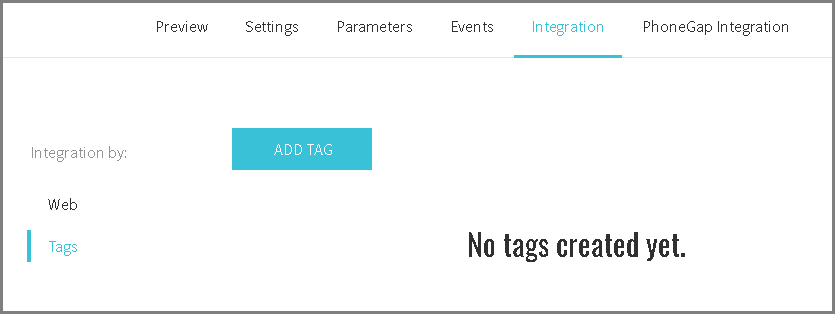 Preview Settings Parameters Events Integration PhoneGap Integration
Integration by: ADD TAG
Web
Tags
No tags created yet.